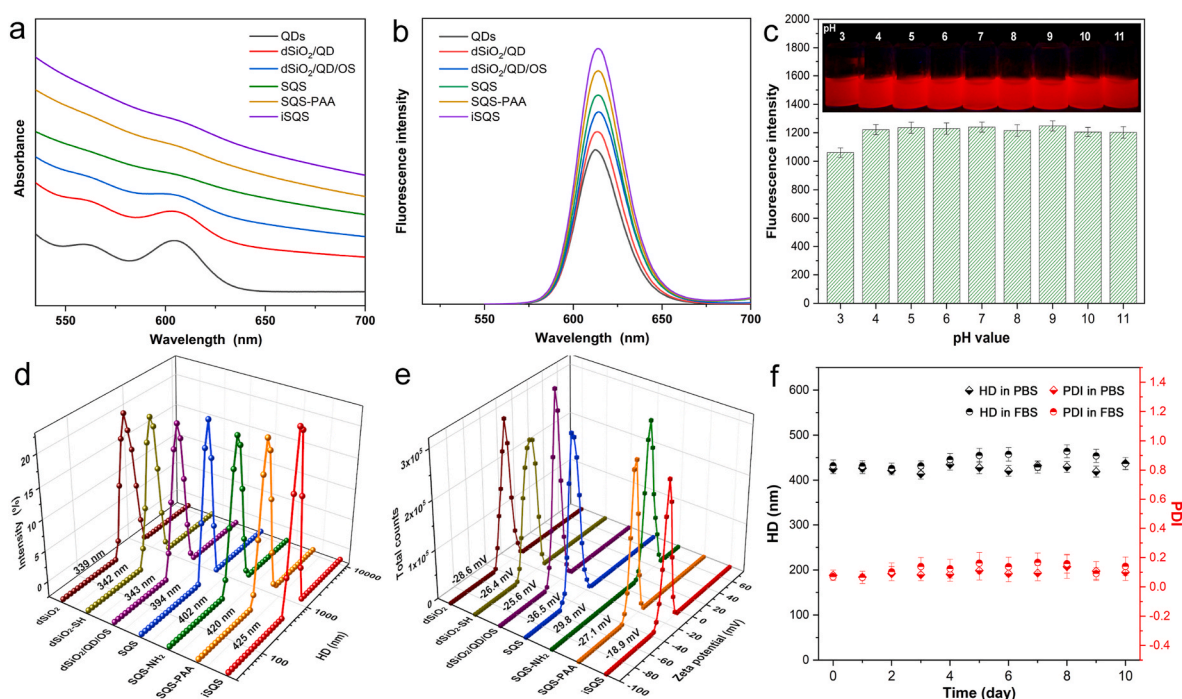 a
QDs
dSiO₂/QD
dSiO₂/QD/OS
SQS
SQS-PAA
iSQS
Absorbance
550
600
650
700
Wavelength (nm)
b
QDs
dSiO₂/QD
dSiO₂/QD/OS
SQS
SQS-PAA
iSQS
Fluorescence intensity
550
600
650
700
Wavelength (nm)
c
pH
3 4 5 6 7 8 9 10 11
Fluorescence intensity
2000
1800
1600
1400
1200
1000
800
600
400
200
0
3 4 5 6 7 8 9 10 11
pH value
d
Intensity (%)
20
15
10
5
0
339 nm
342 nm
343 nm
394 nm
402 nm
420 nm
425 nm
dSiO₂
dSiO₂-SH
dSiO₂/QD/OS
SQS
SQS-NH₂
SQS-PAA
iSQS
100
1000
10000
HD (nm)
e
Total counts
3x10⁵
2x10⁵
1x10⁵
0
-28.6 mV
-26.4 mV
-25.6 mV
-36.5 mV
29.8 mV
-27.1 mV
-18.9 mV
dSiO₂
dSiO₂-SH
dSiO₂/QD/OS
SQS
SQS-NH₂
SQS-PAA
iSQS
-100
-80
-60
-40
-20
0
20
40
60
Zeta potential (mV)
f
HD in PBS
PDI in PBS
HD in FBS
PDI in FBS
HD (nm)
600
500
400
300
200
100
0
PDI
1.4
1.2
1.0
0.8
0.6
0.4
0.2
0.0
-0.2
-0.4
0 2 4 6 8 10
Time (day)